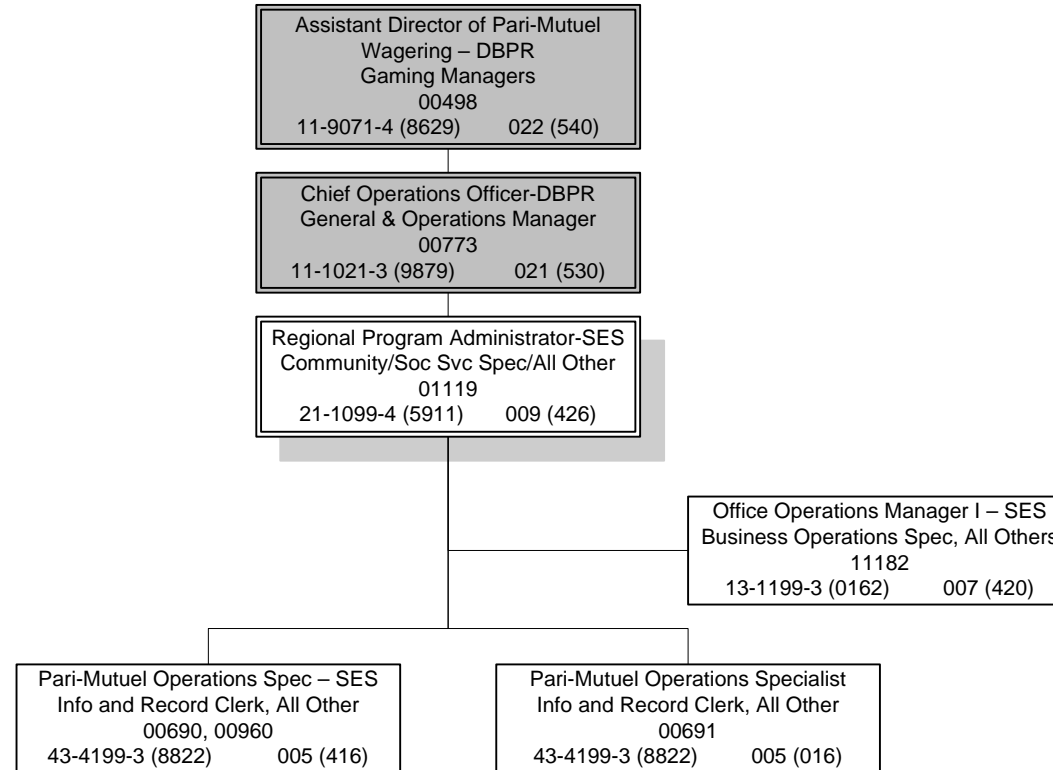 Assistant Director of Pari-Mutuel
Wagering – DBPR
Gaming Managers
00498
11-9071-4 (8629) 022 (540)
Chief Operations Officer-DBPR
General & Operations Manager
00773
11-1021-3 (9879) 021 (530)
Regional Program Administrator-SES
Community/Soc Svc Spec/All Other
01119
21-1099-4 (5911) 009 (426)
Office Operations Manager I – SES
Business Operations Spec, All Others
11182
13-1199-3 (0162) 007 (420)
Pari-Mutuel Operations Spec – SES
Info and Record Clerk, All Other
00690, 00960
43-4199-3 (8822) 005 (416)
Pari-Mutuel Operations Specialist
Info and Record Clerk, All Other
00691
43-4199-3 (8822) 005 (016)